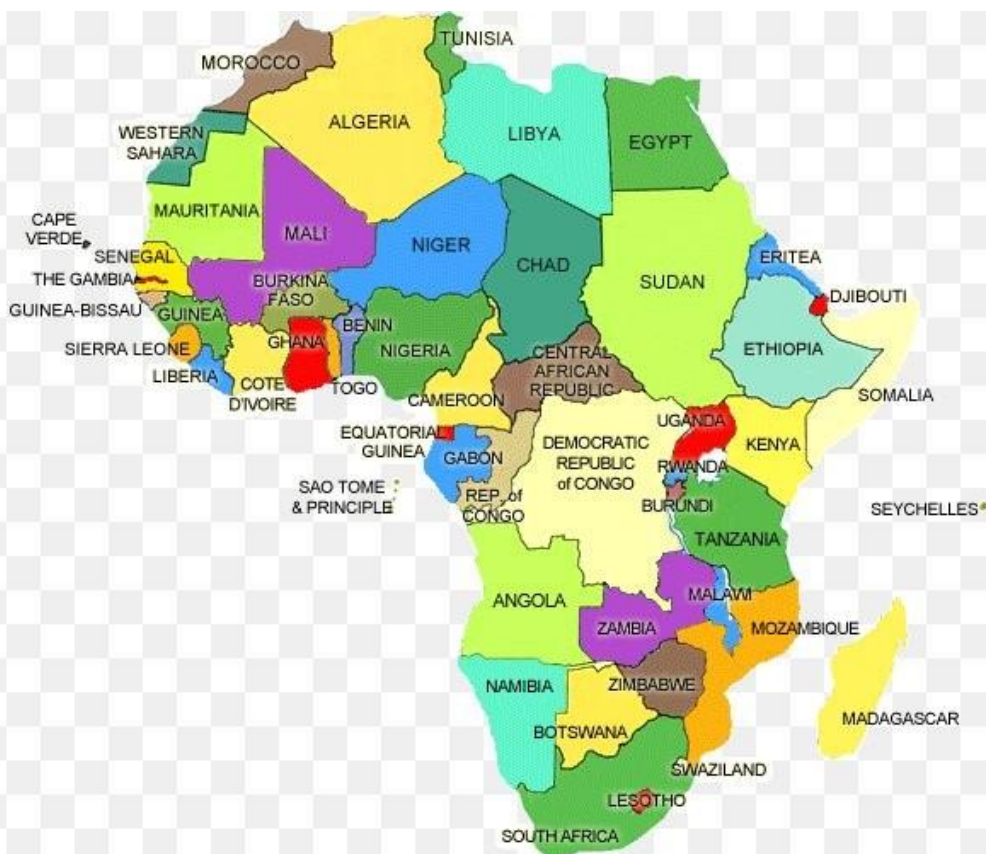 TUNISIA
MOROCCO
ALGERIA
LIBYA
EGYPT
WESTERN
SAHARA
MAURITANIA
MALI
NIGER
CHAD
SUDAN
ERITEA
CAPE
VERDE
SENEGAL
THE GAMBIA
GUINEA-BISSAU
GUINEA
BURKINA
FASO
BENIN
DJIBOUTI
SIERRA LEONE
GHANA
NIGERIA
ETHIOPIA
LIBERIA
COTE
D'IVOIRE
TOGO
CENTRAL
AFRICAN
REPUBLIC
CAMEROON
SOMALIA
EQUATORIAL
GUINEA
GABON
DEMOCRATIC
REPUBLIC
of CONGO
UGANDA
KENYA
RWANDA
SAO TOME
& PRINCIPLE
REP. of
CONGO
BURUNDI
SEYCHELLES
TANZANIA
ANGOLA
MALAWI
ZAMBIA
MOZAMBIQUE
NAMIBIA
ZIMBABWE
MADAGASCAR
BOTSWANA
SWAZILAND
LESOTHO
SOUTH AFRICA